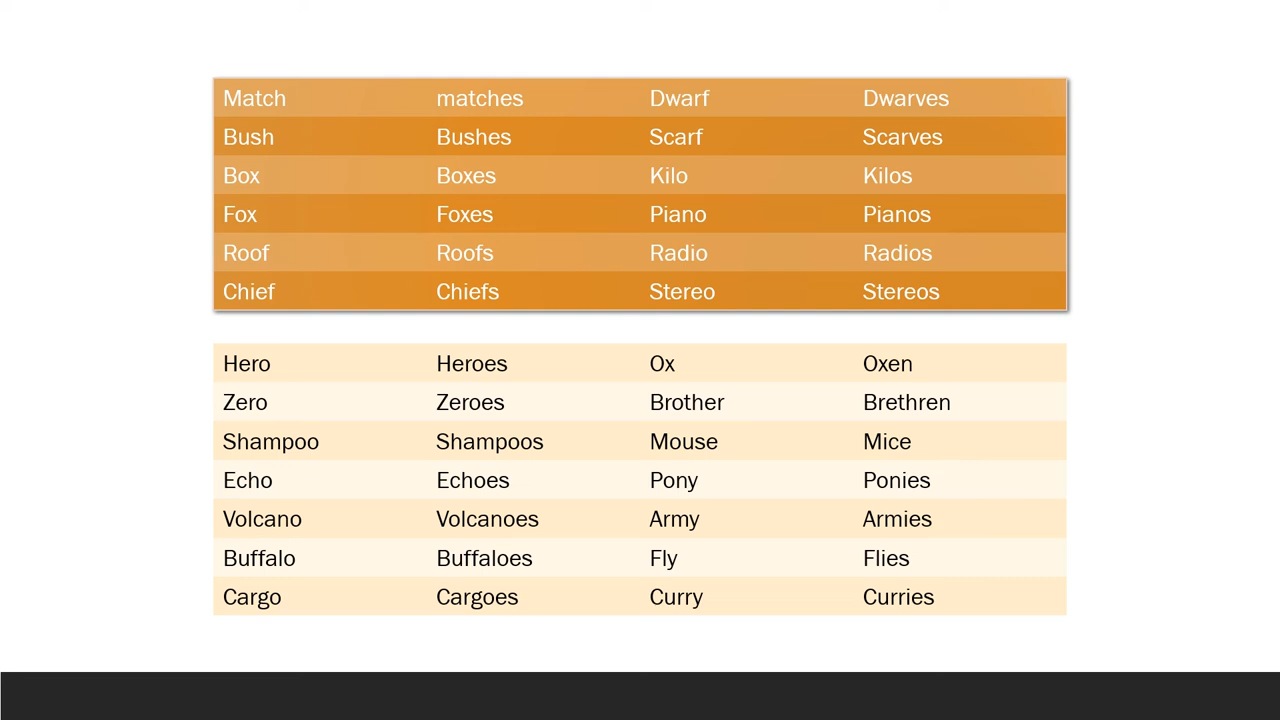 Match matches Dwarf Dwarves
Bush Bushes Scarf Scarves
Box Boxes Kilo Kilos
Fox Foxes Piano Pianos
Roof Roofs Radio Radios
Chief Chiefs Stereo Stereos
Hero Heroes Ox Oxen
Zero Zeroes Brother Brethren
Shampoo Shampoos Mouse Mice
Echo Echoes Pony Ponies
Volcano Volcanoes Army Armies
Buffalo Buffaloes Fly Flies
Cargo Cargoes Curry Curries